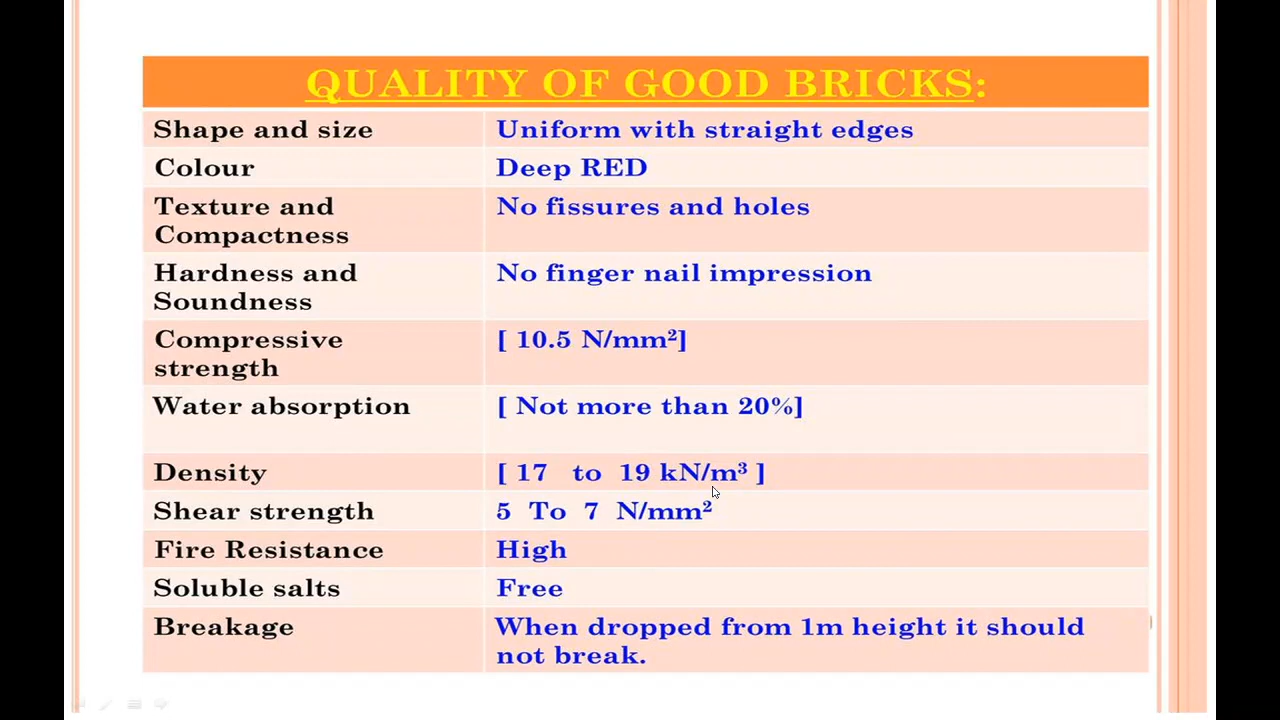 QUALITY OF GOOD BRICKS:
Shape and size Uniform with straight edges
Colour Deep RED
Texture and No fissures and holes
Compactness
Hardness and No finger nail impression
Soundness
Compressive [ 10.5 N/mm²]
strength
Water absorption [ Not more than 20%]
Density [ 17 to 19 kN/m³ ]
Shear strength 5 To 7 N/mm²
Fire Resistance High
Soluble salts Free
Breakage When dropped from 1m height it should
not break.